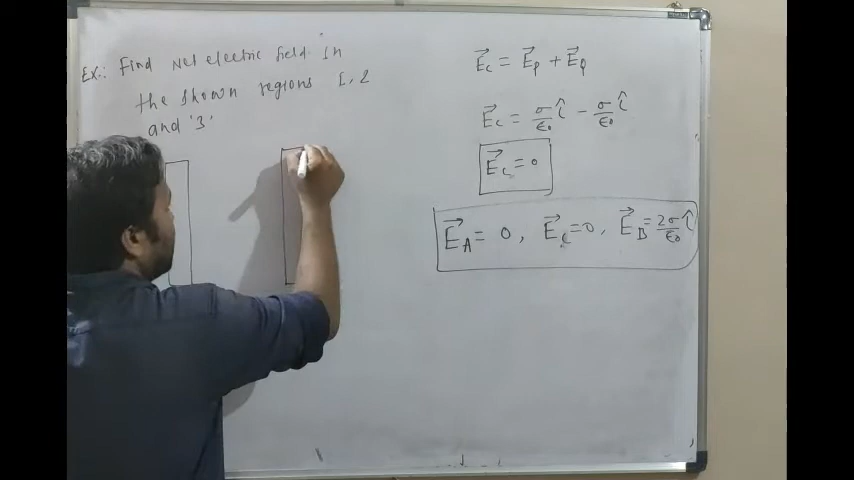 Ex.: Find Net electric field in
the shown regions 1, 2
and '3'
E⃗c = E⃗p + E⃗p
E⃗c = σ/ε₀ î - σ/ε₀ î
E⃗c = 0
E⃗A = 0, E⃗c = 0, E⃗B = 2σ/ε₀ î